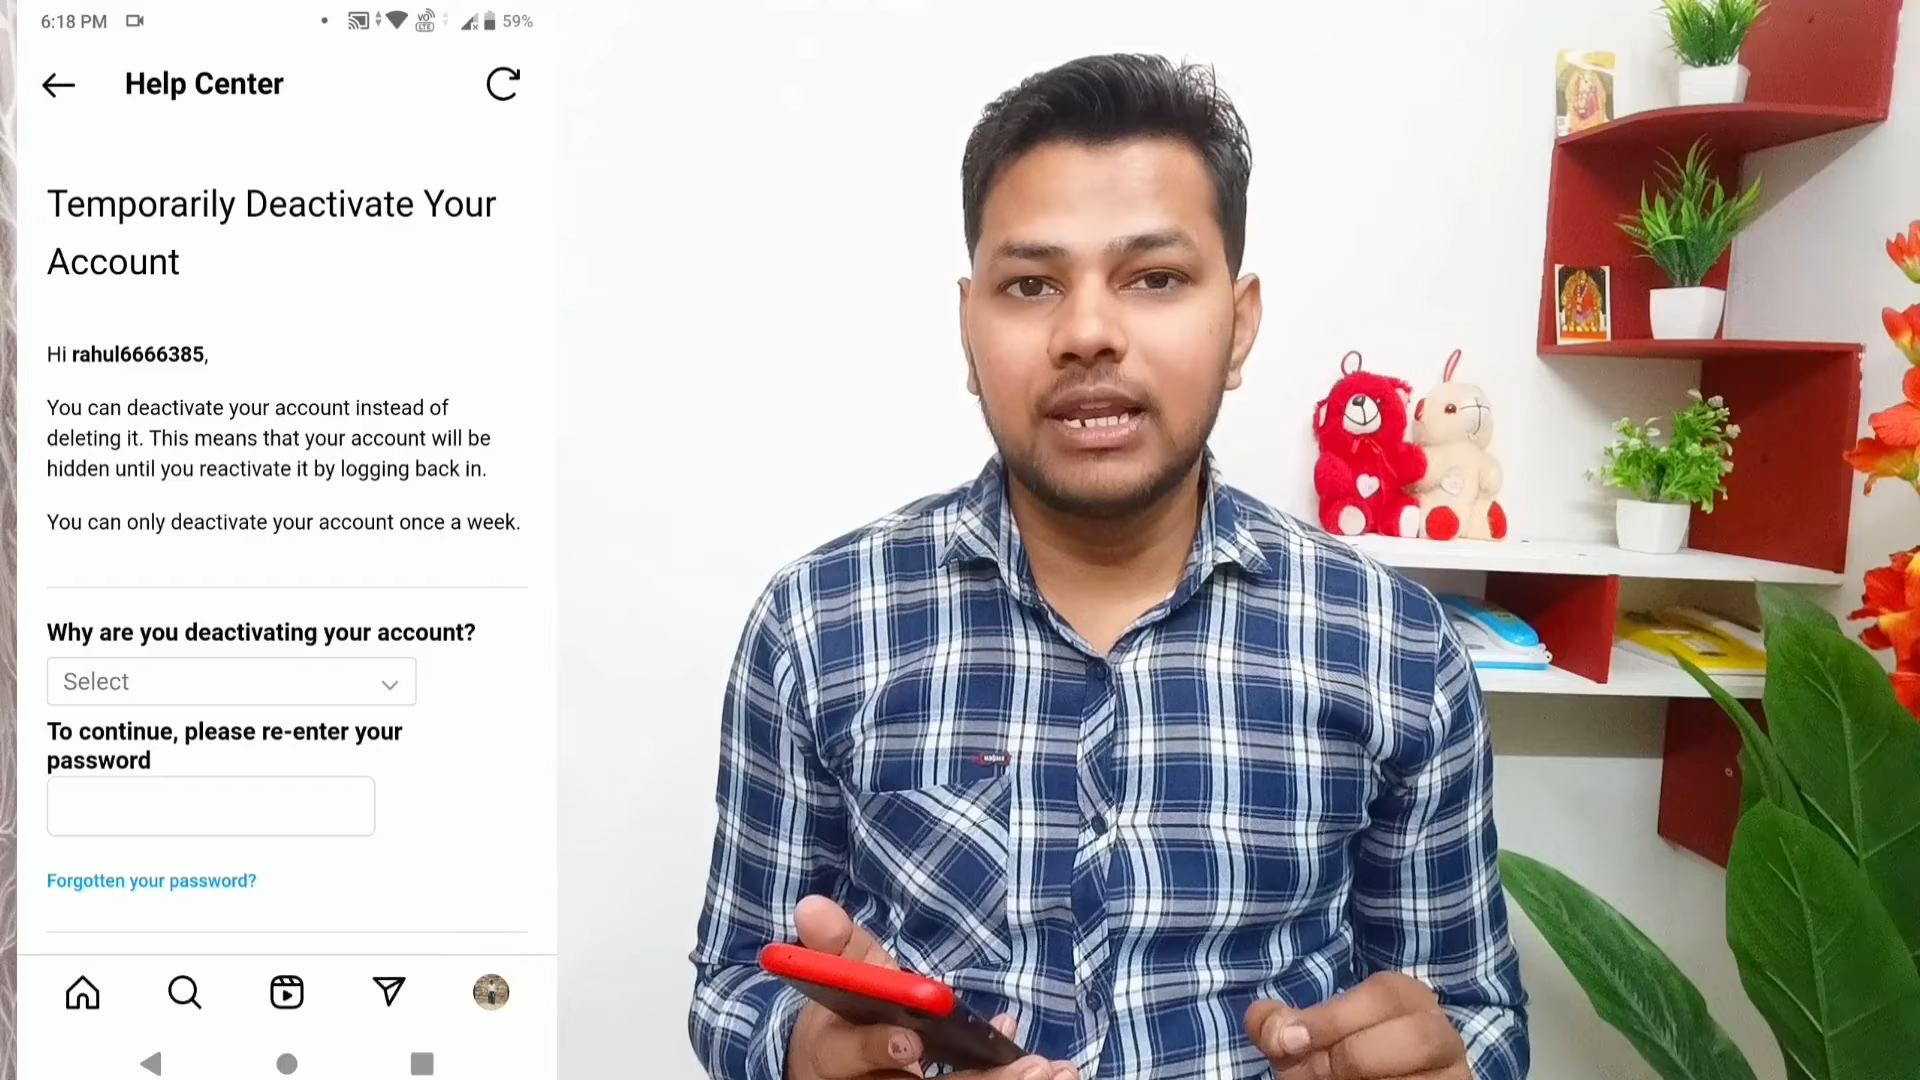 6:18 PM
VO
LTE
59%
Help Center
Temporarily Deactivate Your
Account
Hi rahul6666385,
You can deactivate your account instead of
deleting it. This means that your account will be
hidden until you reactivate it by logging back in.
You can only deactivate your account once a week.
Why are you deactivating your account?
Select
To continue, please re-enter your
password
Forgotten your password?